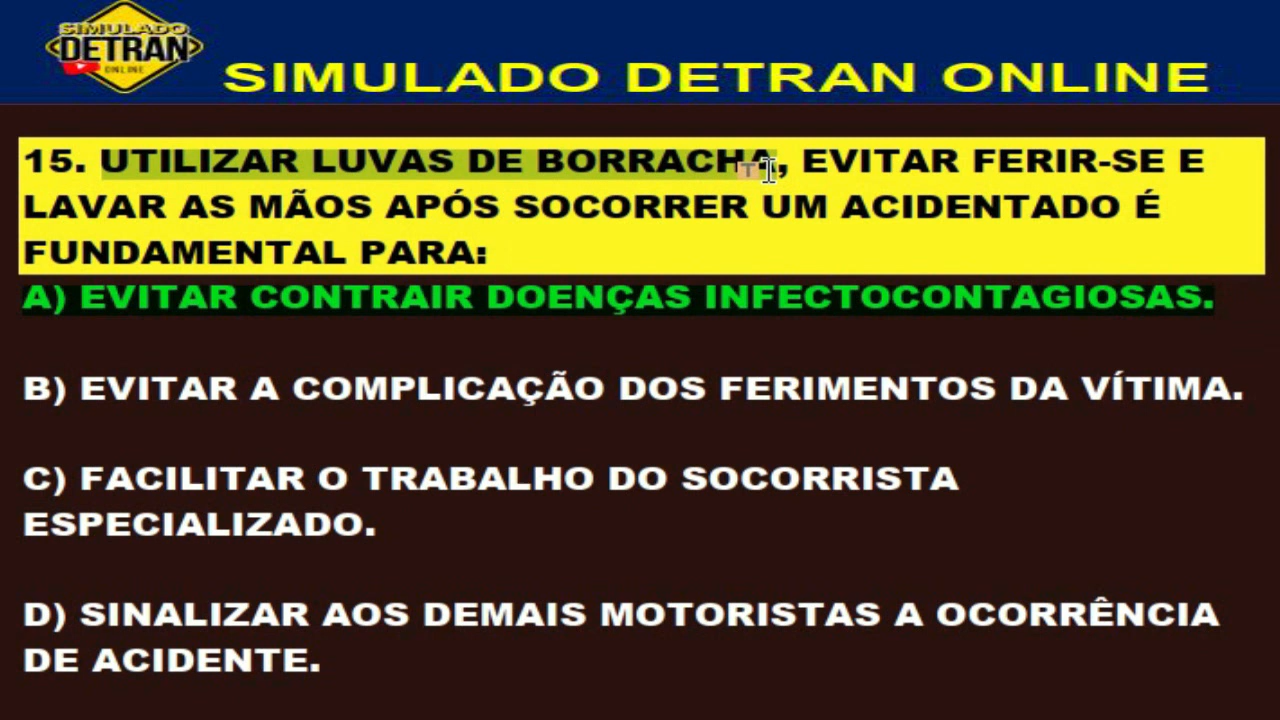 SIMULADO
DETRAN
ONLINE
SIMULADO DETRAN ONLINE
15. UTILIZAR LUVAS DE BORRACHA, EVITAR FERIR-SE E
LAVAR AS MÃOS APÓS SOCORRER UM ACIDENTADO É
FUNDAMENTAL PARA:
A) EVITAR CONTRAIR DOENÇAS INFECTOCONTAGIOSAS.
B) EVITAR A COMPLICAÇÃO DOS FERIMENTOS DA VÍTIMA.
C) FACILITAR O TRABALHO DO SOCORRISTA
ESPECIALIZADO.
D) SINALIZAR AOS DEMAIS MOTORISTAS A OCORRÊNCIA
DE ACIDENTE.